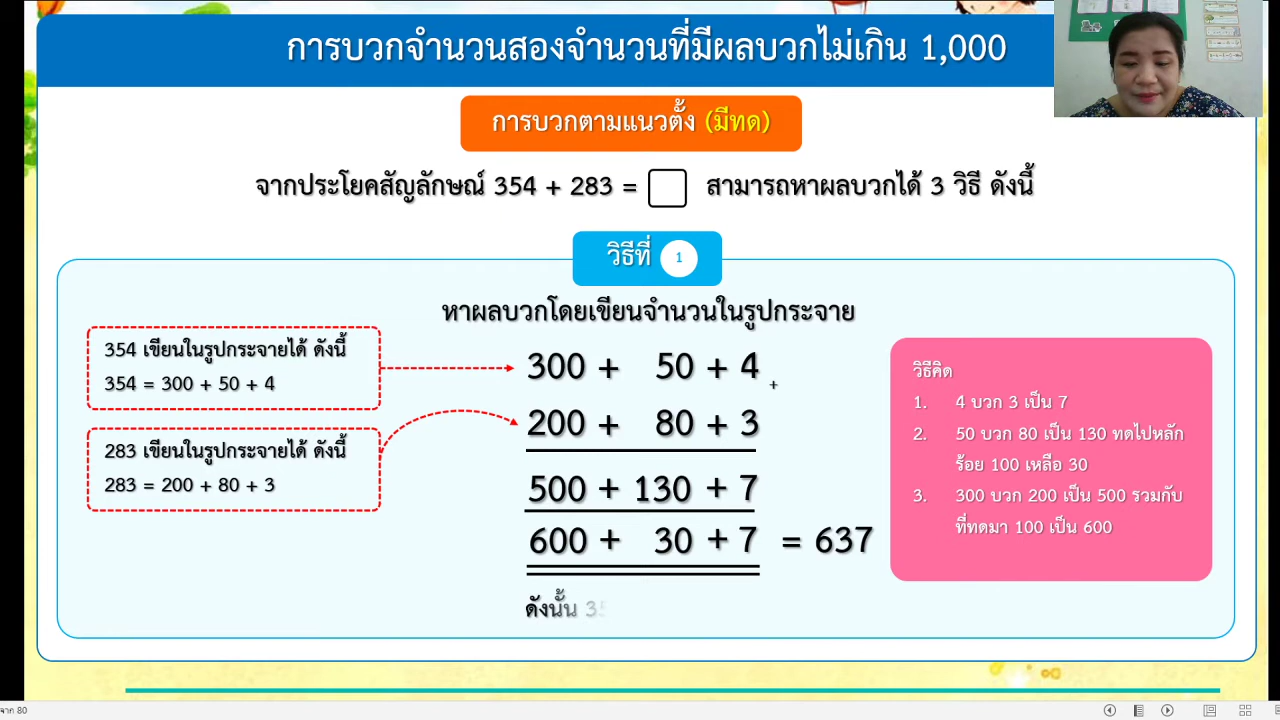 การบวกจำนวนสองจำนวนที่มีผลบวกไม่เกิน 1,000
การบวกตามแนวตั้ง (มีทด)
จากประโยคสัญลักษณ์ 354 + 283 = สามารถหาผลบวกได้ 3 วิธี ดังนี้
วิธีที่ 1
หาผลบวกโดยเขียนจำนวนในรูปกระจาย
354 เขียนในรูปกระจายได้ ดังนี้
354 = 300 + 50 + 4
283 เขียนในรูปกระจายได้ ดังนี้
283 = 200 + 80 + 3
300 + 50 + 4
+
200 + 80 + 3
500 + 130 + 7
600 + 30 + 7 = 637
ดังนั้น 35
วิธีคิด
1. 4 บวก 3 เป็น 7
2. 50 บวก 80 เป็น 130 ทดไปหลัก
ร้อย 100 เหลือ 30
3. 300 บวก 200 เป็น 500 รวมกับ
ที่ทดมา 100 เป็น 600
จาก 80